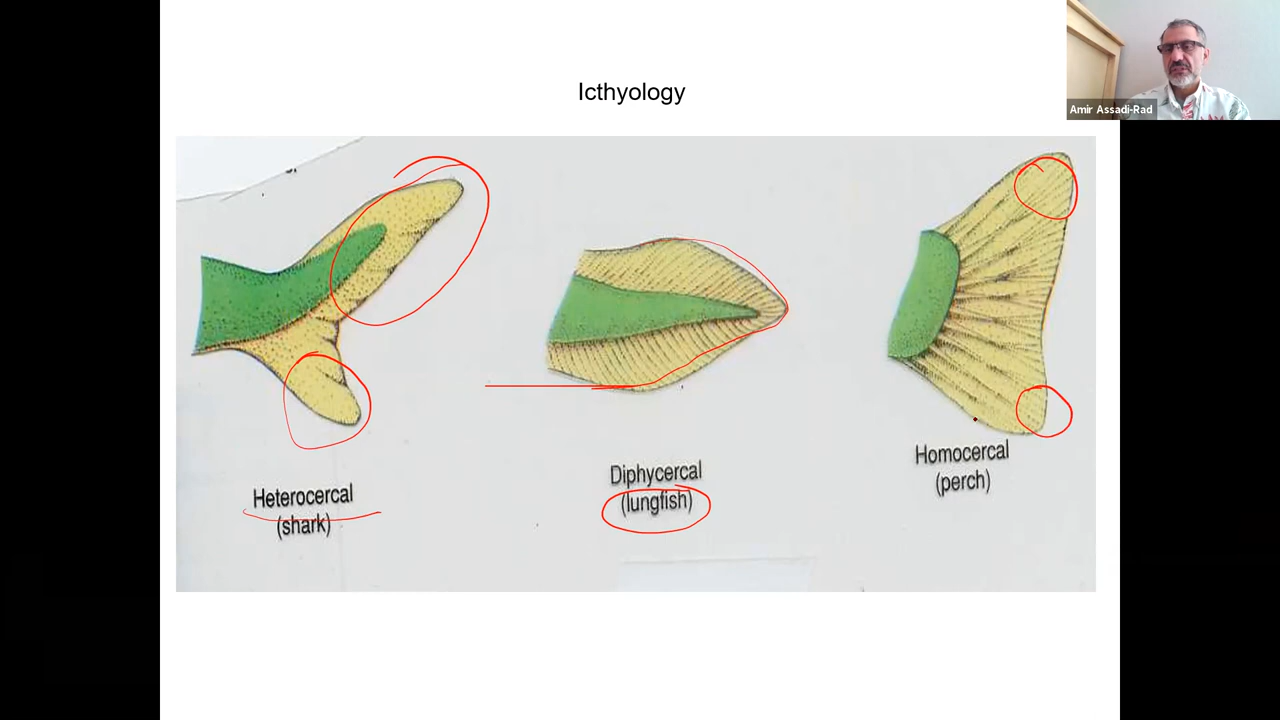 Icthyology
Amir Assadi-Rad
Heterocercal
(shark)
Diphycercal
(lungfish)
Homocercal
(perch)